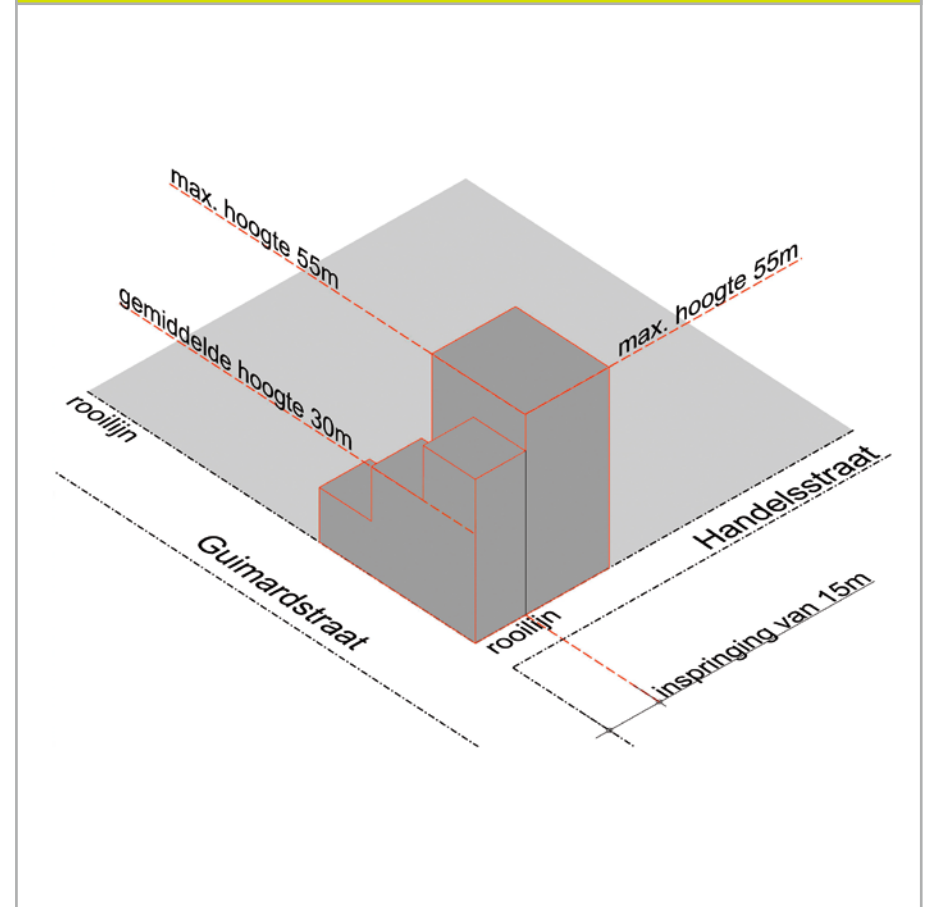 max. hoogte 55m
max. hoogte 55m
gemiddelde hoogte 30m
rooilijn
Handelsstraat
Guimardstraat
rooilijn
inspringing van 15m